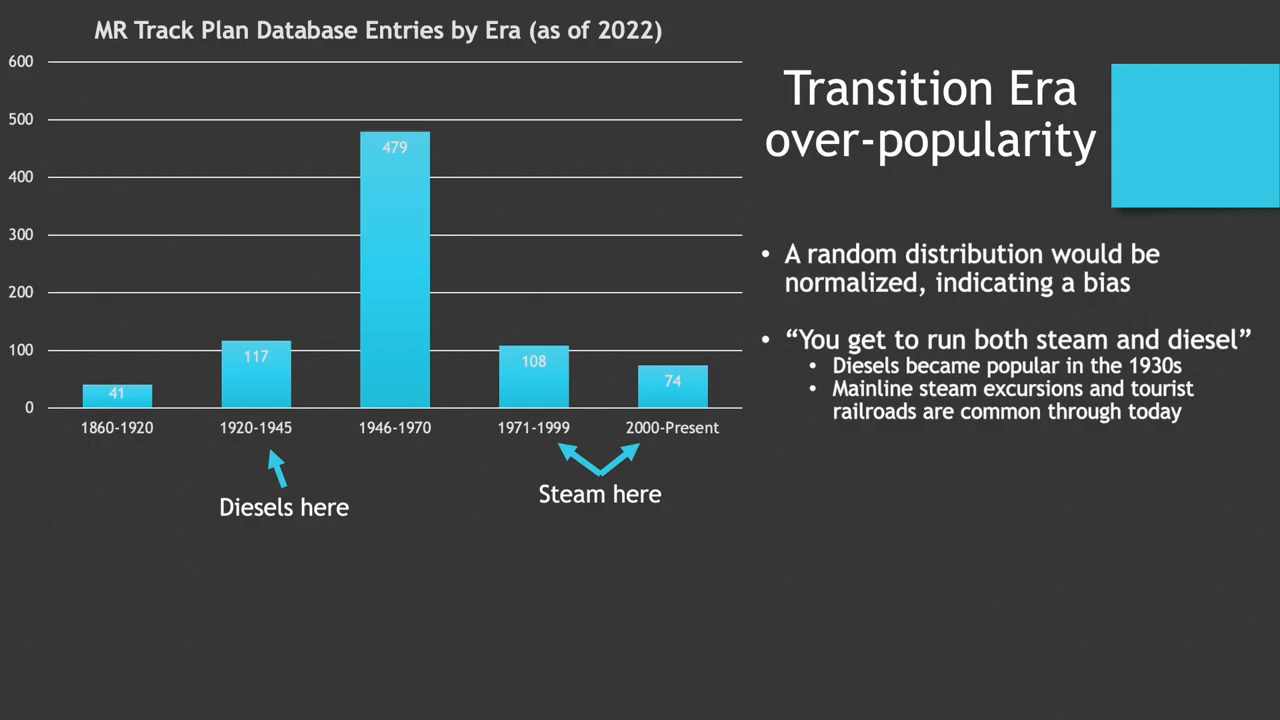 MR Track Plan Database Entries by Era (as of 2022)
600
500
400
300
200
100
0
41
117
479
108
74
1860-1920
1920-1945
1946-1970
1971-1999
2000-Present
Diesels here
Steam here
Transition Era
over-popularity
• A random distribution would be
normalized, indicating a bias
• “You get to run both steam and diesel”
• Diesels became popular in the 1930s
• Mainline steam excursions and tourist
railroads are common through today